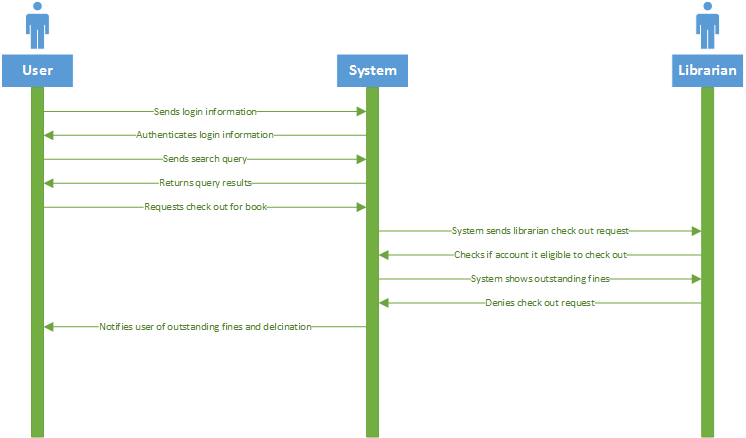 User
System
Librarian
Sends login information
Authenticates login information
Sends search query
Returns query results
Requests check out for book
System sends librarian check out request
Checks if account it eligible to check out
System shows outstanding fines
Denies check out request
Notifies user of outstanding fines and delcination